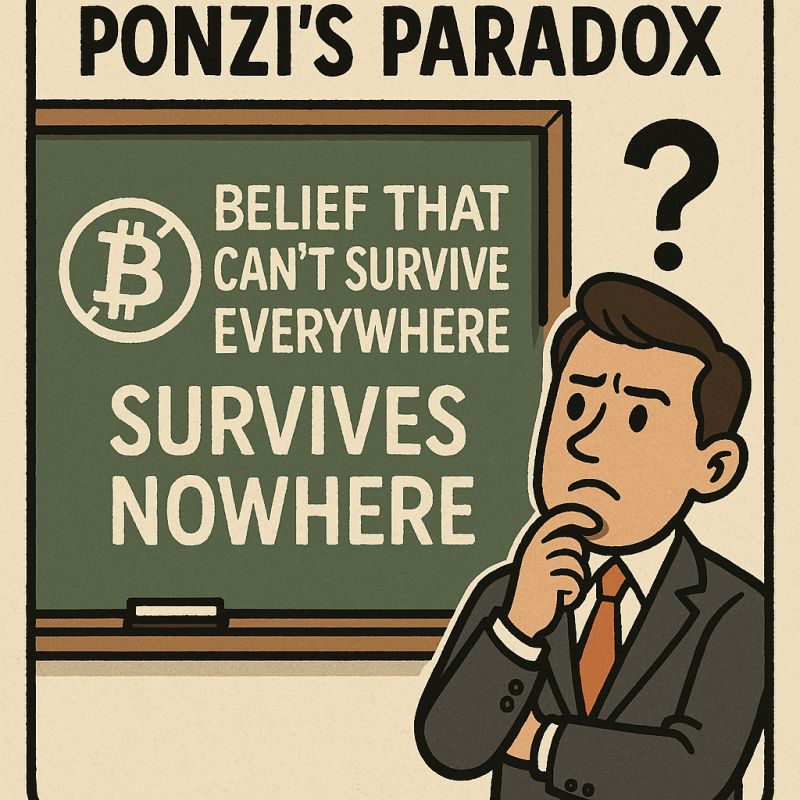 PONZI'S PARADOX
?
BELIEF THAT
CAN'T SURVIVE
EVERYWHERE
SURVIVES
NOWHERE